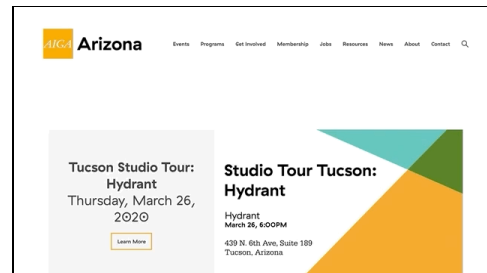 AIGA Arizona
Events Programs Get Involved Membership Jobs Resources News About Contact
Tucson Studio Tour:
Hydrant
Thursday, March 26,
2020
Learn More
Studio Tour Tucson:
Hydrant
Hydrant
March 26, 6:00PM
439 N. 6th Ave, Suite 189
Tucson, Arizona